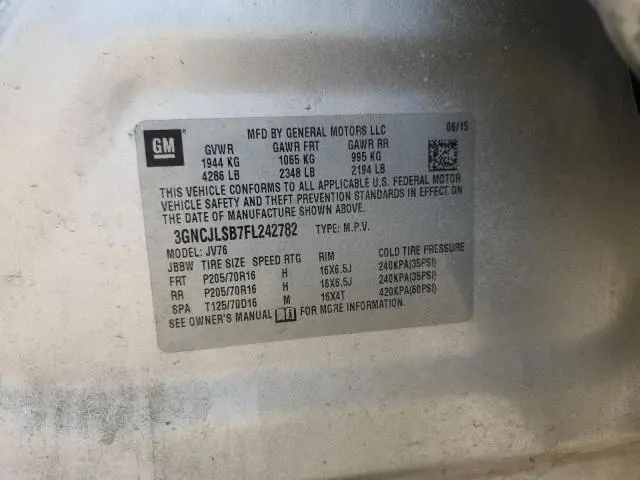 GM
MFD BY GENERAL MOTORS LLC 06/15
GVWR GAWR FRT GAWR RR
1944 KG 1065 KG 995 KG
4286 LB 2348 LB 2194 LB
THIS VEHICLE CONFORMS TO ALL APPLICABLE U.S. FEDERAL MOTOR
VEHICLE SAFETY AND THEFT PREVENTION STANDARDS IN EFFECT ON
THE DATE OF MANUFACTURE SHOWN ABOVE.
3GNCJLSB7FL242782 TYPE: M.P.V.
MODEL: JV76
JBBW TIRE SIZE SPEED RTG RIM COLD TIRE PRESSURE
FRT P205/70R16 H 16X6.5J 240KPA(35PSI)
RR P205/70R16 H 16X6.5J 240KPA(35PSI)
SPA T125/70D16 M 16X4T 420KPA(60PSI)
SEE OWNER'S MANUAL FOR MORE INFORMATION.